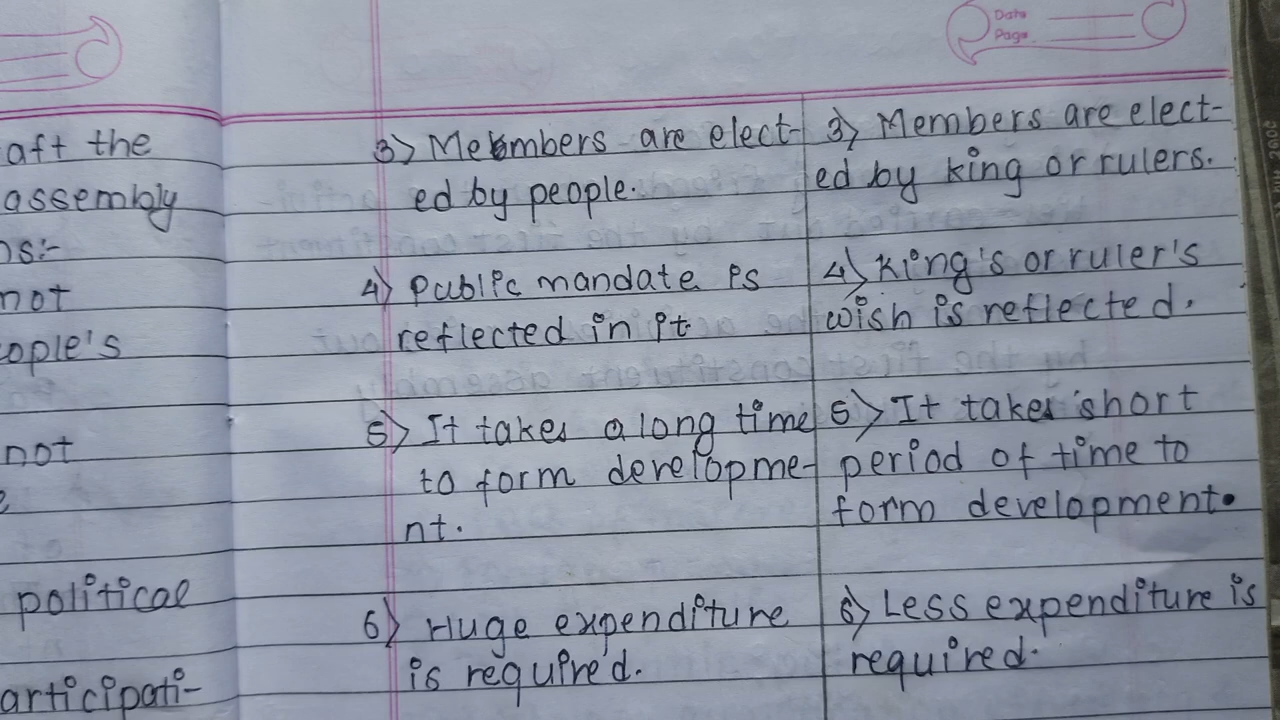 Date
Page
aft the
assembly
ns:-
not
ople's
not
political
articipati-
3) Members are elect-
ed by people.
4) Public mandate is
reflected in it
5) It takes a long time
to form developme-
nt.
6) Huge expenditure
is required.
3) Members are elect-
ed by king or rulers.
4) King's or ruler's
wish is reflected.
5) It takes short
period of time to
form development.
6) Less expenditure is
required.